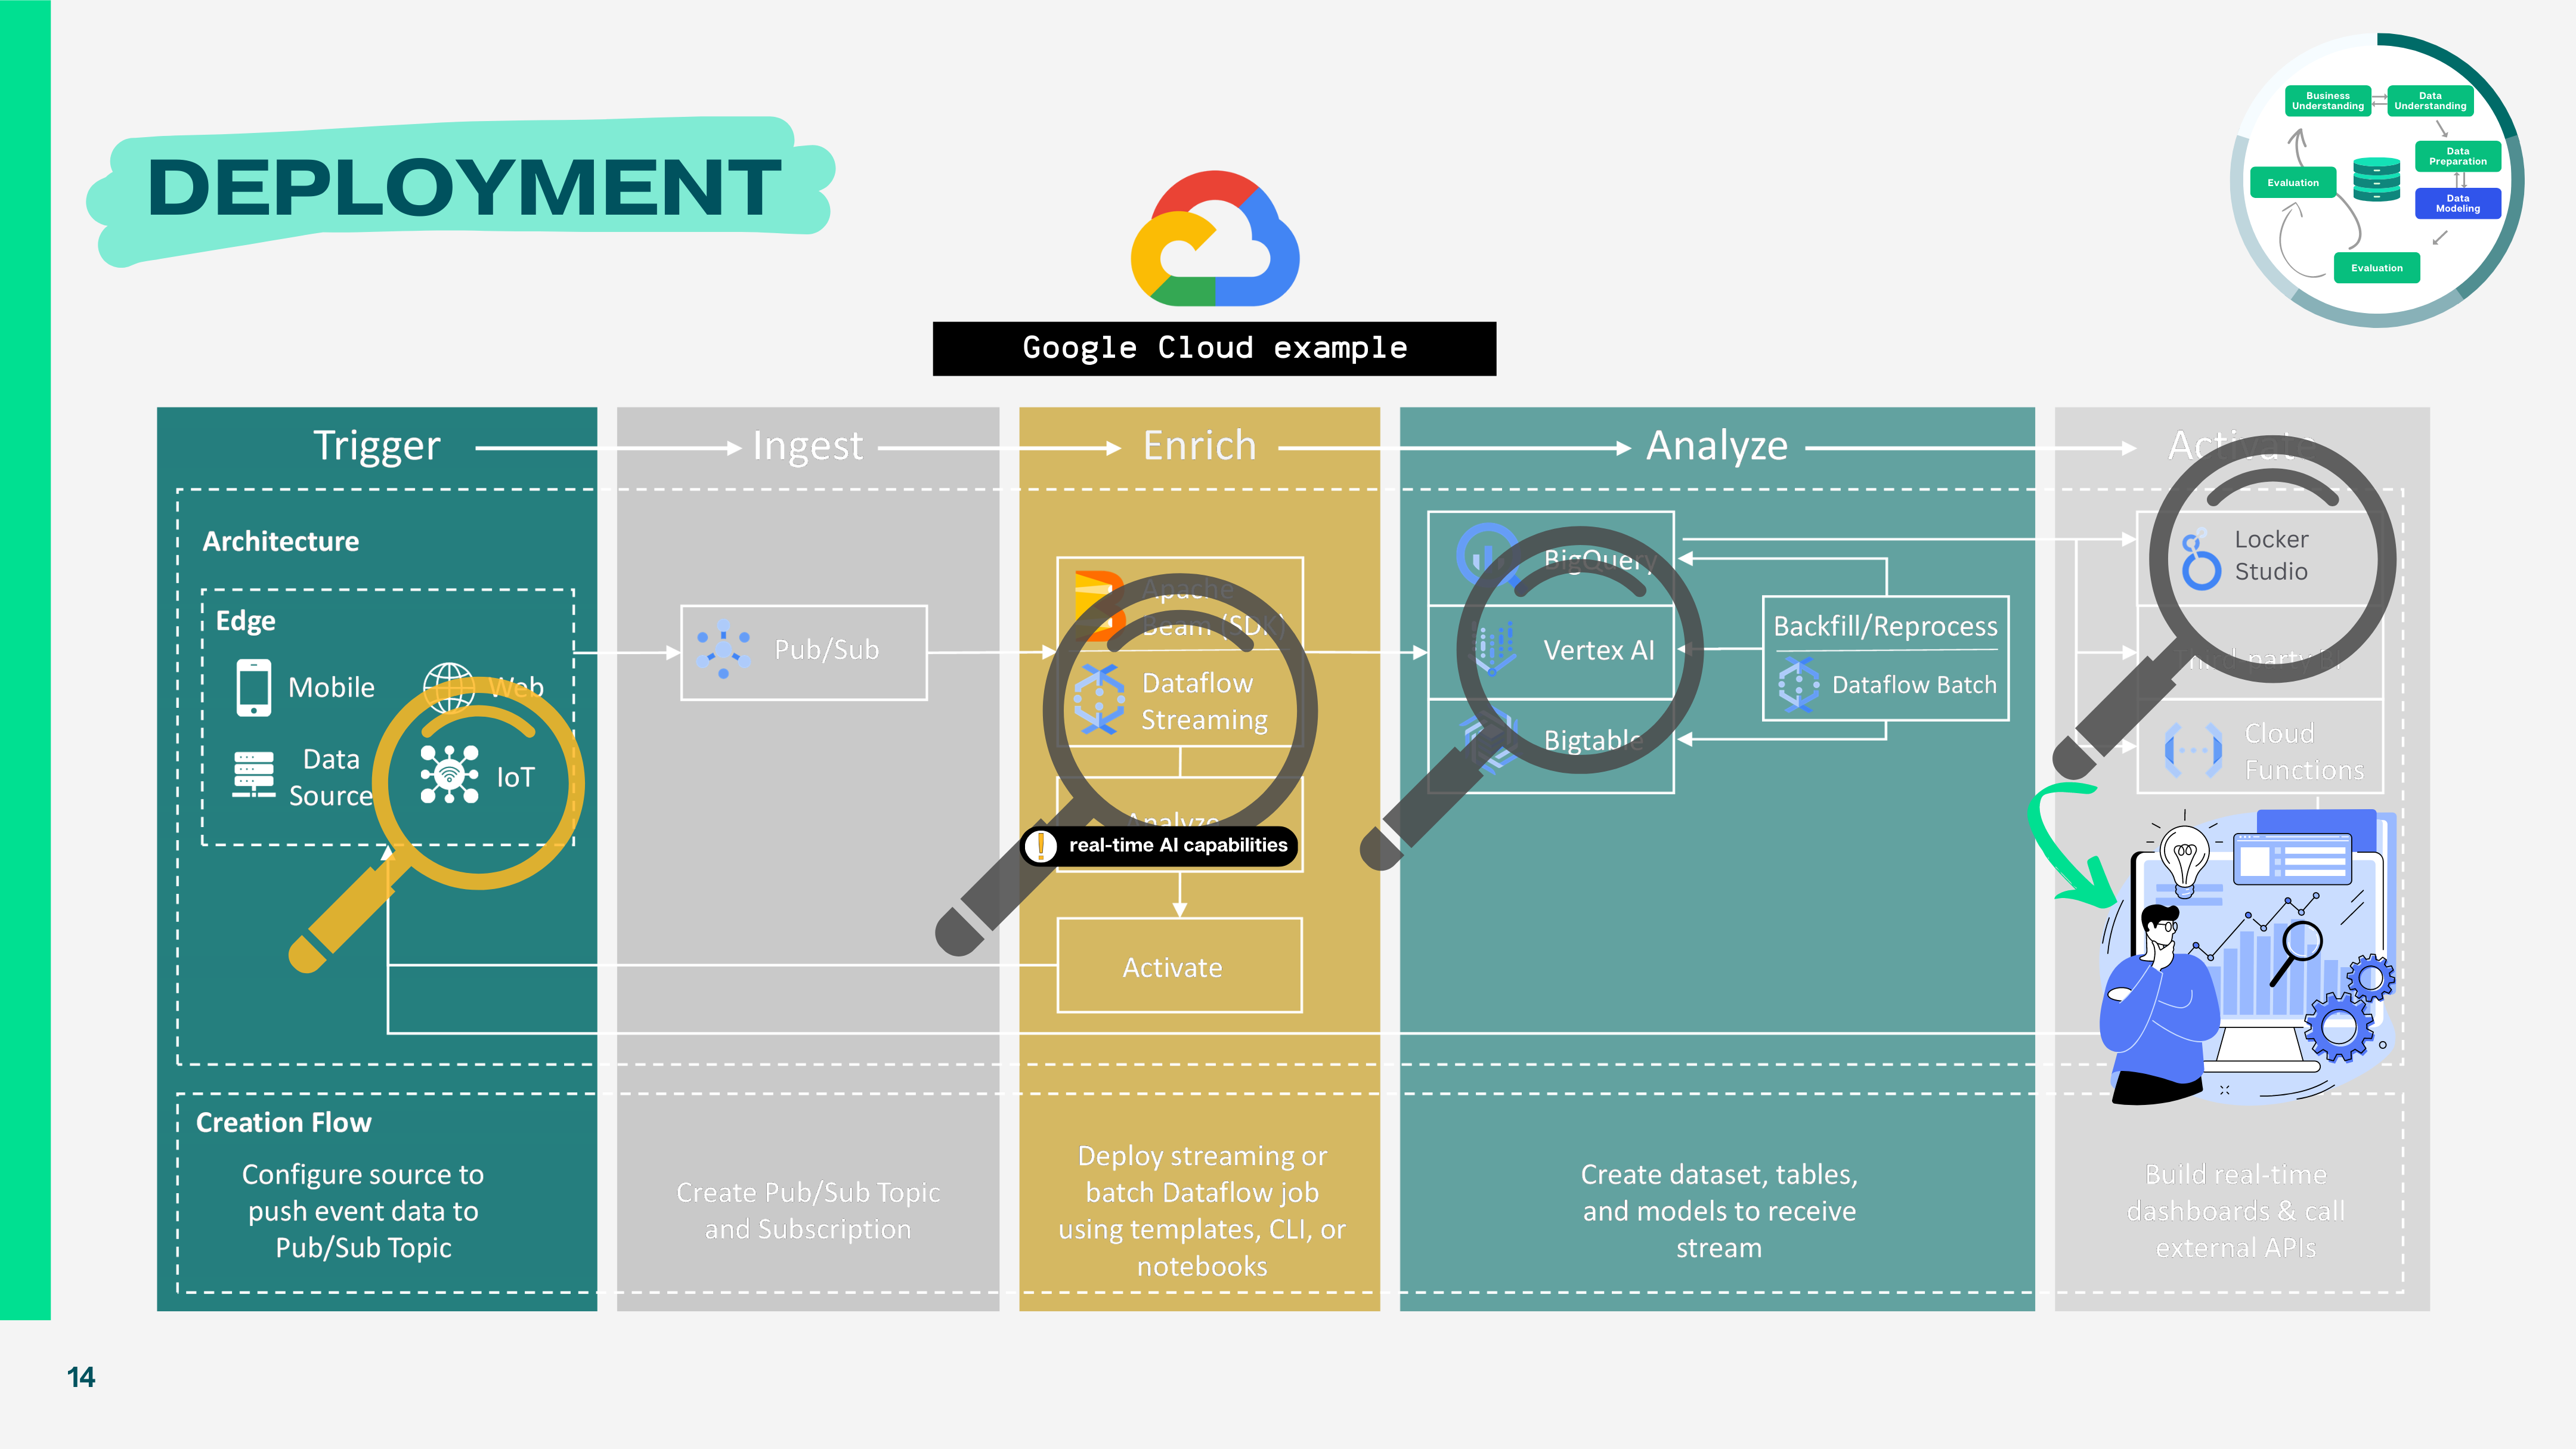 DEPLOYMENT
Business
Understanding
Data
Understanding
Data
Preparation
Data
Modeling
Evaluation
Evaluation
Google Cloud example
Trigger
Ingest
Enrich
Analyze
Activate
Architecture
Edge
Mobile
Web
Data
Source
IoT
Pub/Sub
Apache
Beam (SDK)
Dataflow
Streaming
Analyze
real-time AI capabilities
Activate
BigQuery
Vertex AI
Bigtable
Backfill/Reprocess
Dataflow Batch
Locker
Studio
Cloud
Functions
Creation Flow
Configure source to
push event data to
Pub/Sub Topic
Create Pub/Sub Topic
and Subscription
Deploy streaming or
batch Dataflow job
using templates, CLI, or
notebooks
Create dataset, tables,
and models to receive
stream
Build real-time
dashboards & call
external APIs
14